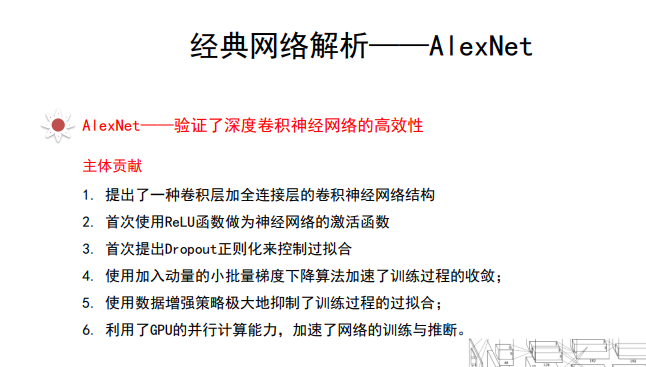 经典网络解析——AlexNet
AlexNet——验证了深度卷积神经网络的高效性
主体贡献
1. 提出了一种卷积层加全连接层的卷积神经网络结构
2. 首次使用ReLU函数做为神经网络的激活函数
3. 首次提出Dropout正则化来控制过拟合
4. 使用加入动量的小批量梯度下降算法加速了训练过程的收敛；
5. 使用数据增强策略极大地抑制了训练过程的过拟合；
6. 利用了GPU的并行计算能力，加速了网络的训练与推断。